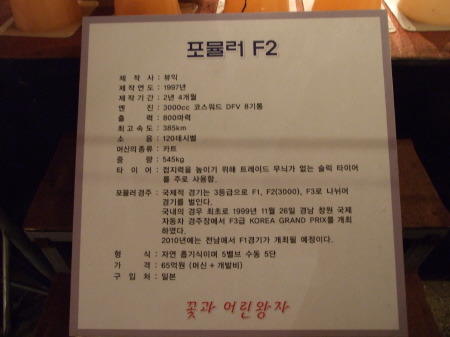 포뮬러 F2
제 작 사 : 뷰익
제작연도 : 1997년
제작기간 : 2년 4개월
엔 진 : 3000cc 코스워드 DFV 8기통
출 력 : 800마력
최고속도 : 385km
소 음 : 120데시벨
머신의종류 : 카트
중 량 : 545kg
타 이 어 : 접지력을 높이기 위해 트레이드 무늬가 없는 슬릭 타이어
를 주로 사용함.
포뮬러경주 : 국제적 경기는 3등급으로 F1, F2(3000), F3로 나뉘어
경기를 벌인다.
국내의 경우 최초로 1999년 11월 26일 경남 창원 국제
자동차 경주장에서 F3급 KOREA GRAND PRIX를 개최
하였다.
2010년에는 전남에서 F1경기가 개최될 예정이다.
형 식 : 자연 흡기식이며 5밸브 수동 5단
가 격 : 65억원 (머신 + 개발비)
구 입 처 : 일본
꽃과 어린왕자